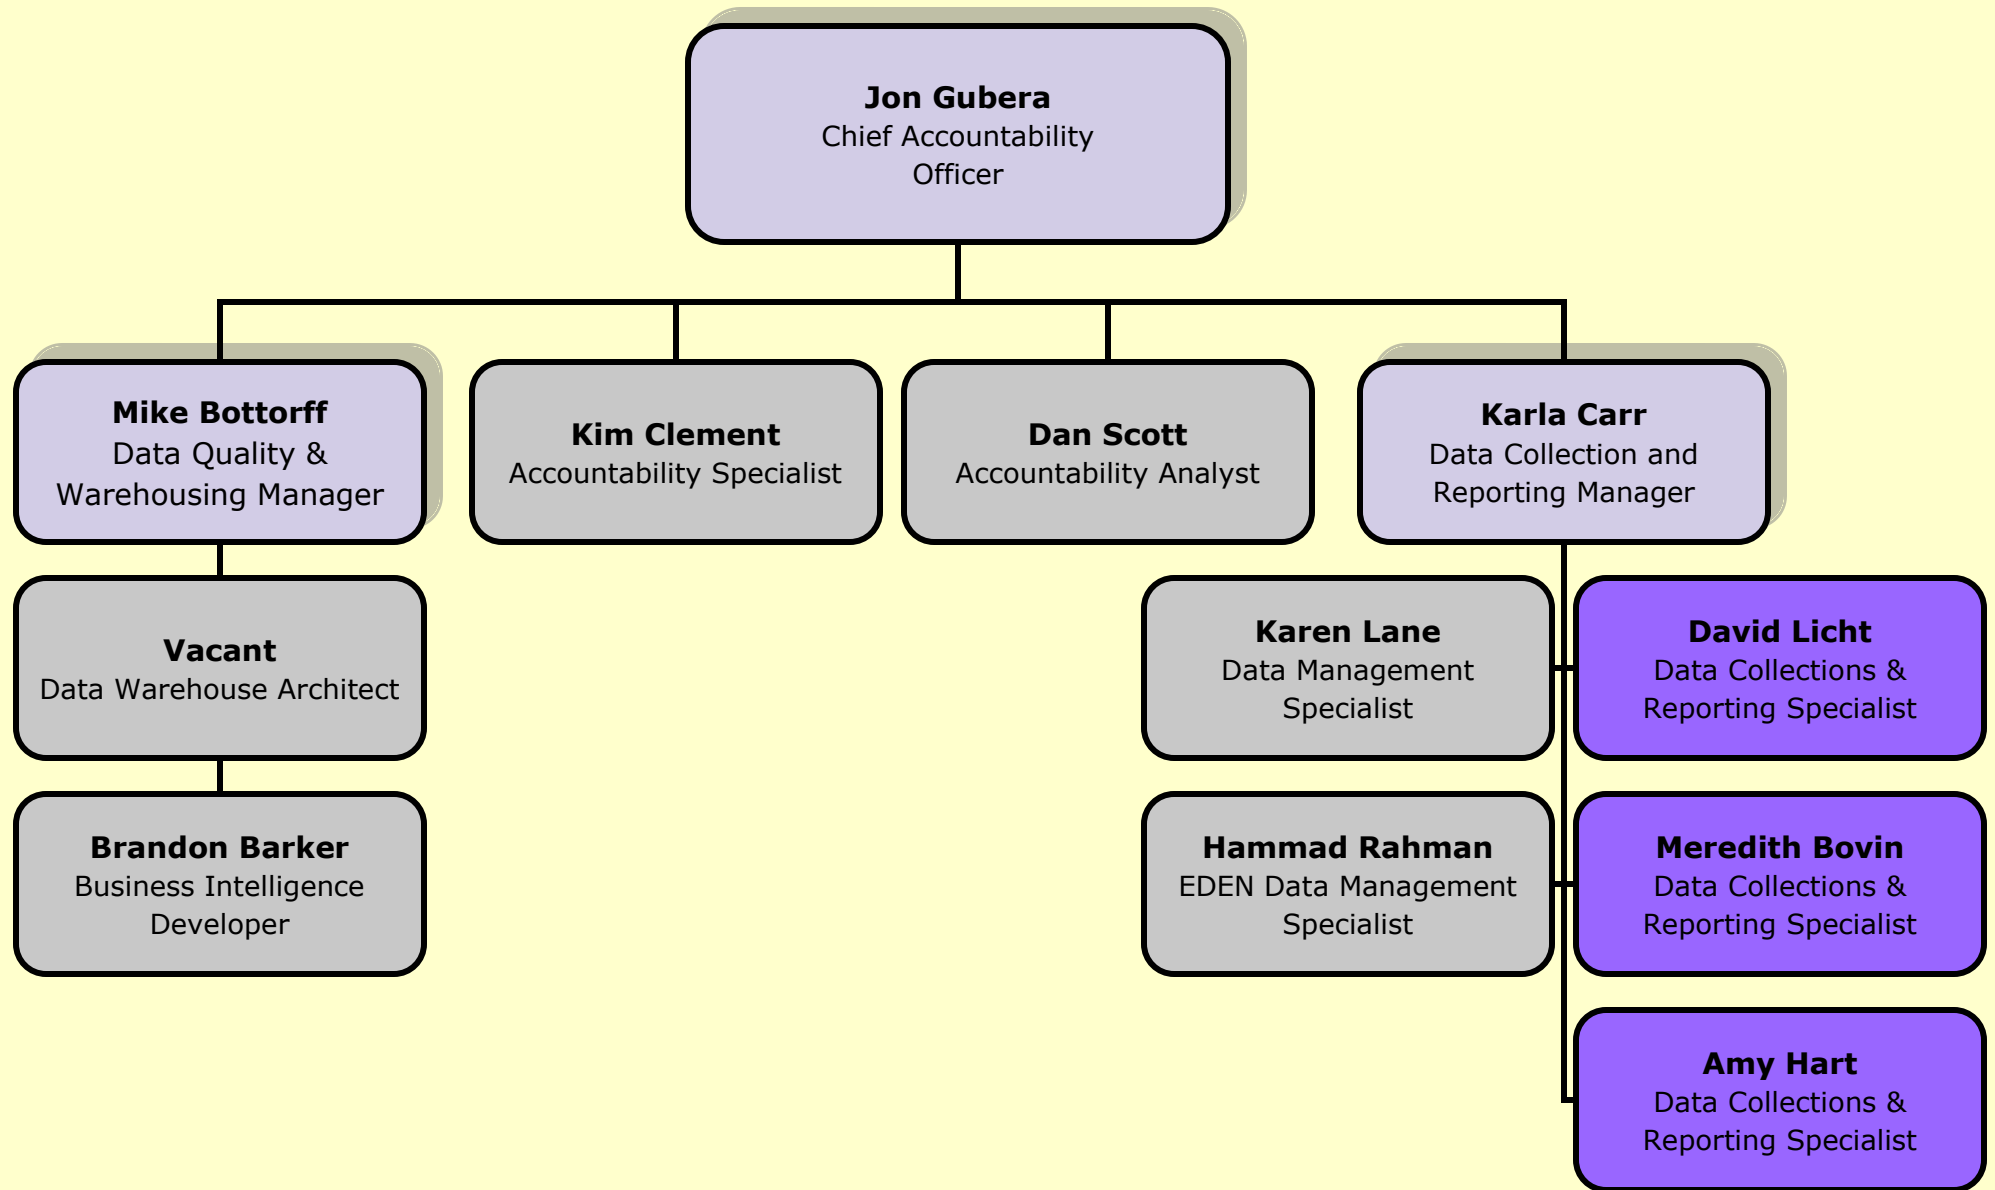 Jon Gubera
Chief Accountability
Officer
Mike Bottorff
Data Quality &
Warehousing Manager
Kim Clement
Accountability Specialist
Dan Scott
Accountability Analyst
Karla Carr
Data Collection and
Reporting Manager
Vacant
Data Warehouse Architect
Karen Lane
Data Management
Specialist
David Licht
Data Collections &
Reporting Specialist
Brandon Barker
Business Intelligence
Developer
Hammad Rahman
EDEN Data Management
Specialist
Meredith Bovin
Data Collections &
Reporting Specialist
Amy Hart
Data Collections &
Reporting Specialist